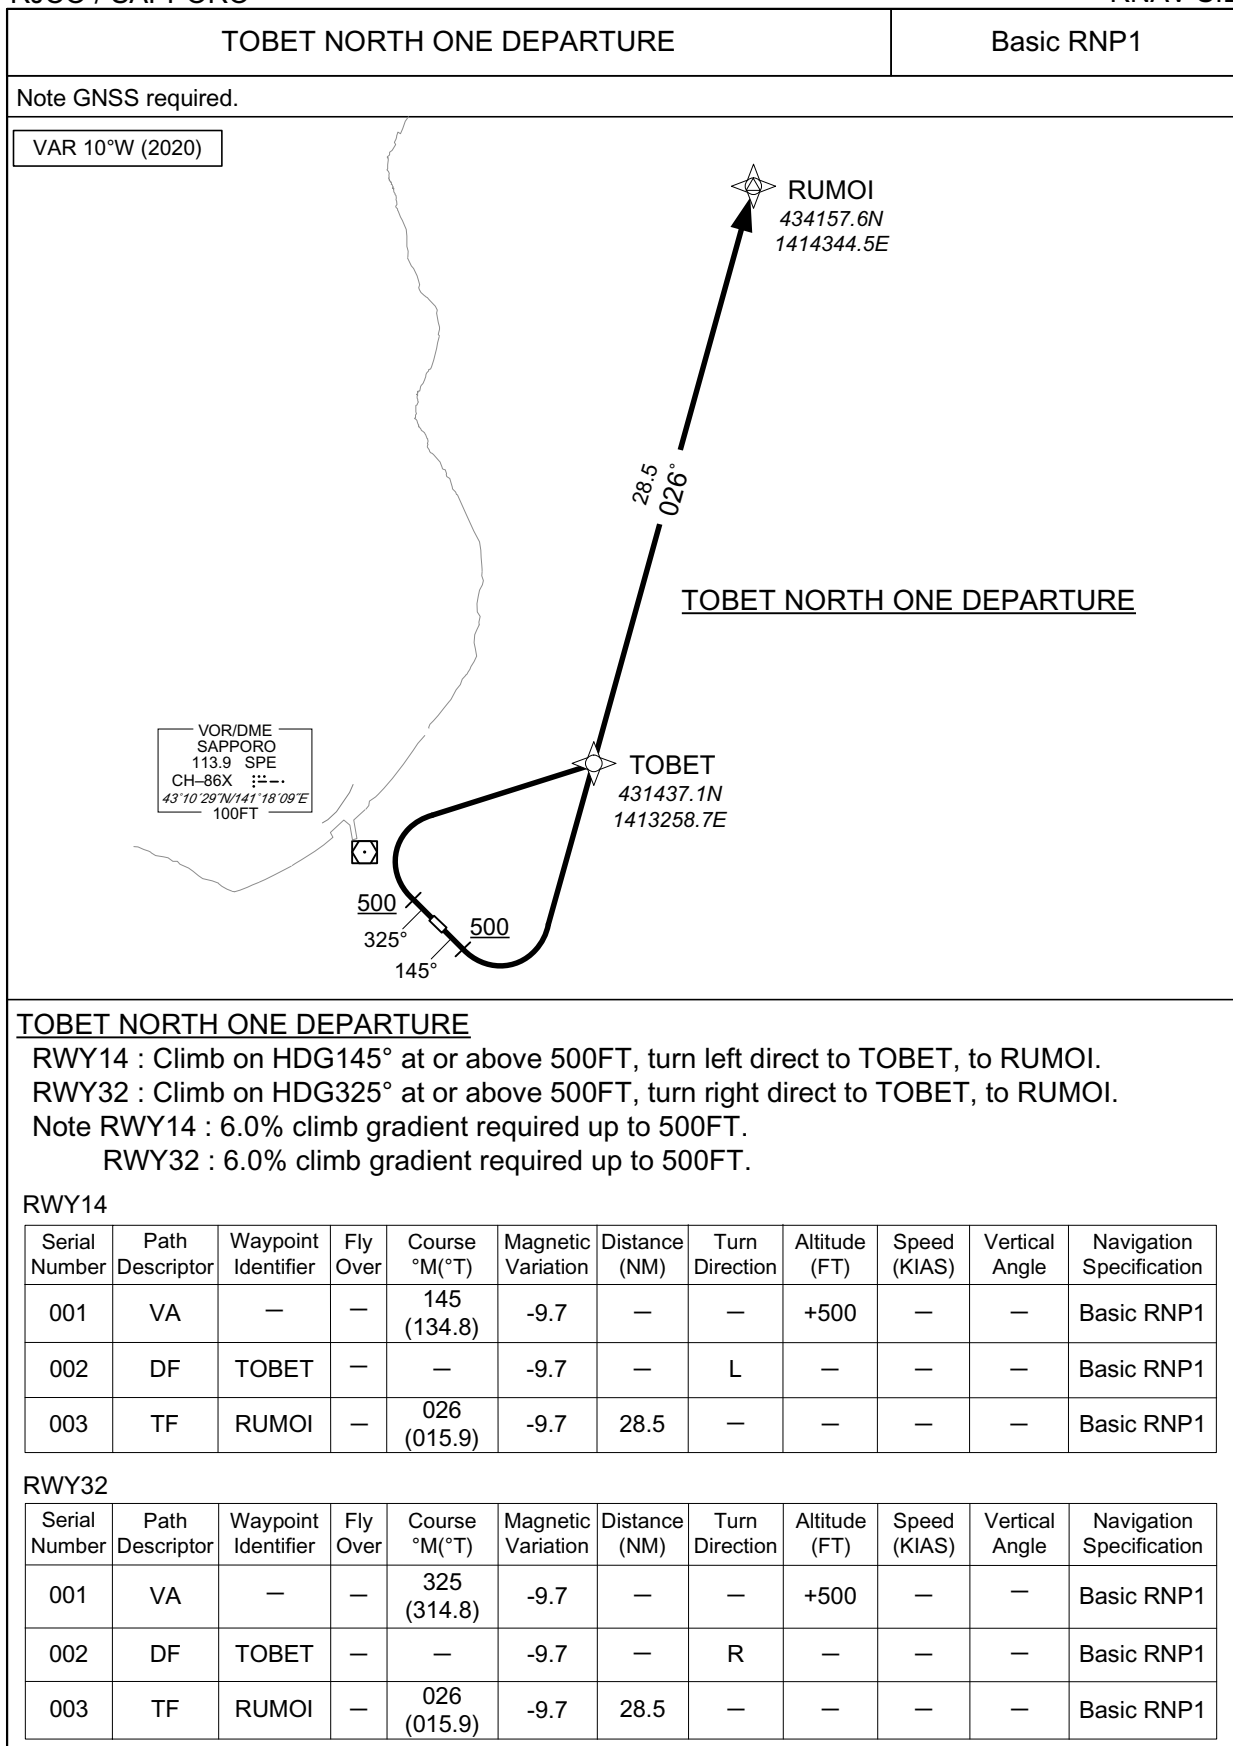 TOBET NORTH ONE DEPARTURE
Basic RNP1
Note GNSS required.
VAR 10°W (2020)
RUMOI
434157.6N
1414344.5E
28.5
026°
TOBET NORTH ONE DEPARTURE
VOR/DME
SAPPORO
113.9 SPE
CH–86X
43°10′29″N/141°18′09″E
100FT
TOBET
431437.1N
1413258.7E
500
325°
500
145°
TOBET NORTH ONE DEPARTURE
RWY14 : Climb on HDG145° at or above 500FT, turn left direct to TOBET, to RUMOI.
RWY32 : Climb on HDG325° at or above 500FT, turn right direct to TOBET, to RUMOI.
Note RWY14 : 6.0% climb gradient required up to 500FT.
RWY32 : 6.0% climb gradient required up to 500FT.
RWY14
Serial Number Path Descriptor Waypoint Identifier Fly Over Course °M(°T) Magnetic Variation Distance (NM) Turn Direction Altitude (FT) Speed (KIAS) Vertical Angle Navigation Specification
001 VA — — 145 (134.8) -9.7 — — +500 — — Basic RNP1
002 DF TOBET — — -9.7 — L — — — Basic RNP1
003 TF RUMOI — 026 (015.9) -9.7 28.5 — — — — Basic RNP1
RWY32
Serial Number Path Descriptor Waypoint Identifier Fly Over Course °M(°T) Magnetic Variation Distance (NM) Turn Direction Altitude (FT) Speed (KIAS) Vertical Angle Navigation Specification
001 VA — — 325 (314.8) -9.7 — — +500 — — Basic RNP1
002 DF TOBET — — -9.7 — R — — — Basic RNP1
003 TF RUMOI — 026 (015.9) -9.7 28.5 — — — — Basic RNP1